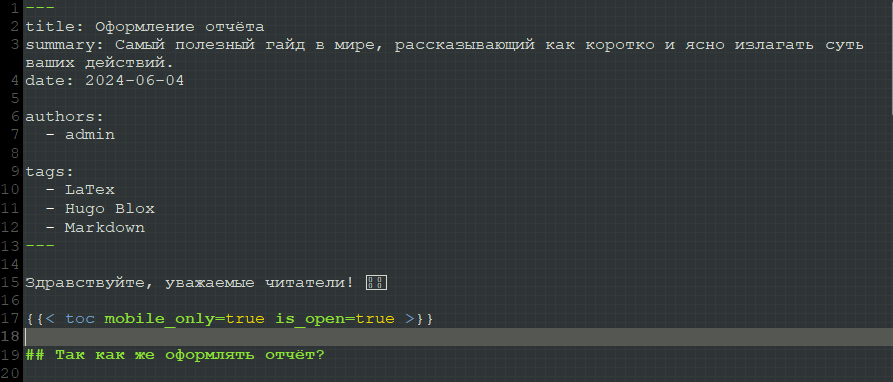 1 ---
2 title: Оформление отчёта
3 summary: Самый полезный гайд в мире, рассказывающий как коротко и ясно излагать суть
ваших действий.
4 date: 2024-06-04
5
6 authors:
7   - admin
8
9 tags:
10   - LaTex
11   - Hugo Blox
12   - Markdown
13 ---
14
15 Здравствуйте, уважаемые читатели!
16
17 {{< toc mobile_only=true is_open=true >}}
18
19 ## Так как же оформлять отчёт?
20